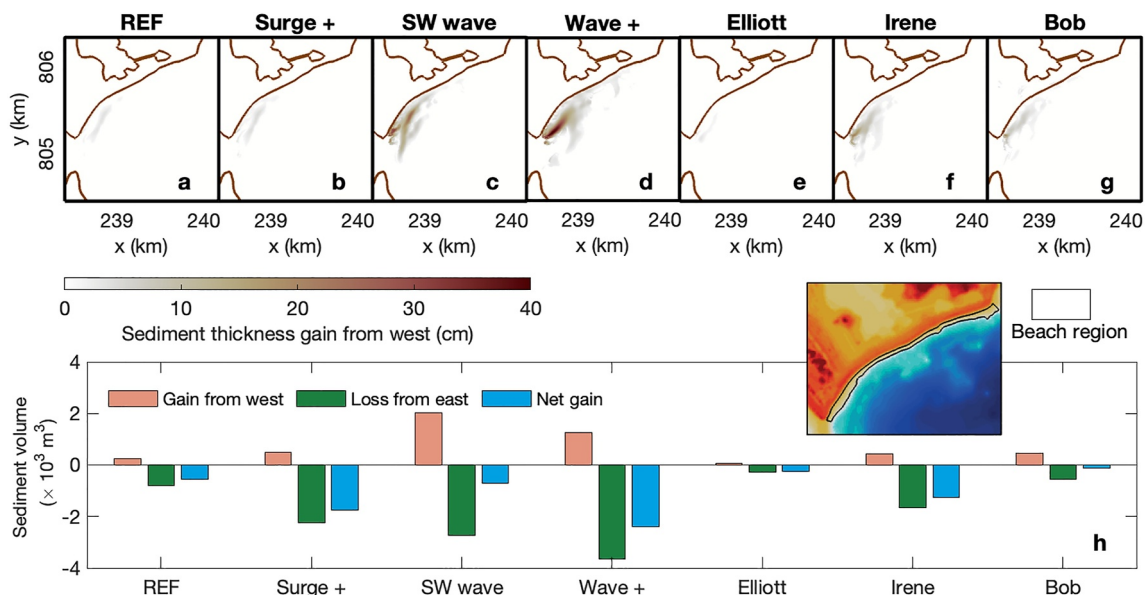 REF Surge + SW wave Wave + Elliott Irene Bob
806
y (km)
805
a b c d e f g
239 240 239 240 239 240 239 240 239 240 239 240 239 240
x (km) x (km) x (km) x (km) x (km) x (km) x (km)
0 10 20 30 40
Sediment thickness gain from west (cm)
Beach region
4
2
0
-2
-4
Sediment volume
(× 10³ m³)
Gain from west Loss from east Net gain
h
REF Surge + SW wave Wave + Elliott Irene Bob